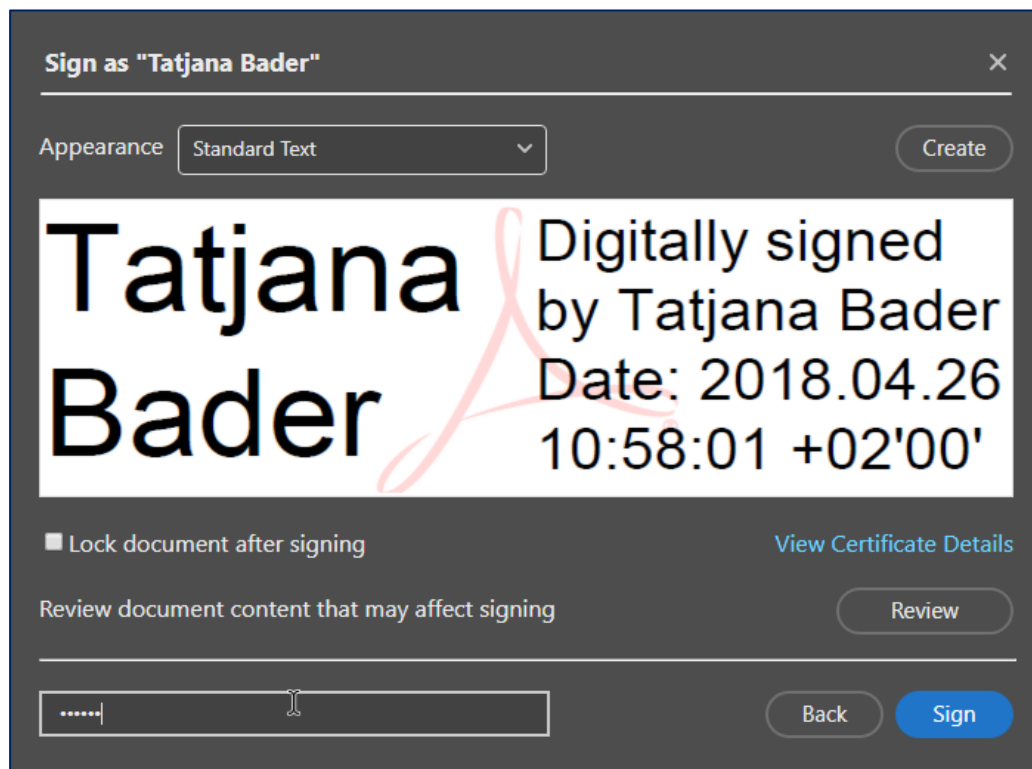 Sign as "Tatjana Bader"
Appearance Standard Text Create
Tatjana
Bader
Digitally signed
by Tatjana Bader
Date: 2018.04.26
10:58:01 +02'00'
Lock document after signing View Certificate Details
Review document content that may affect signing Review
•••••• Back Sign